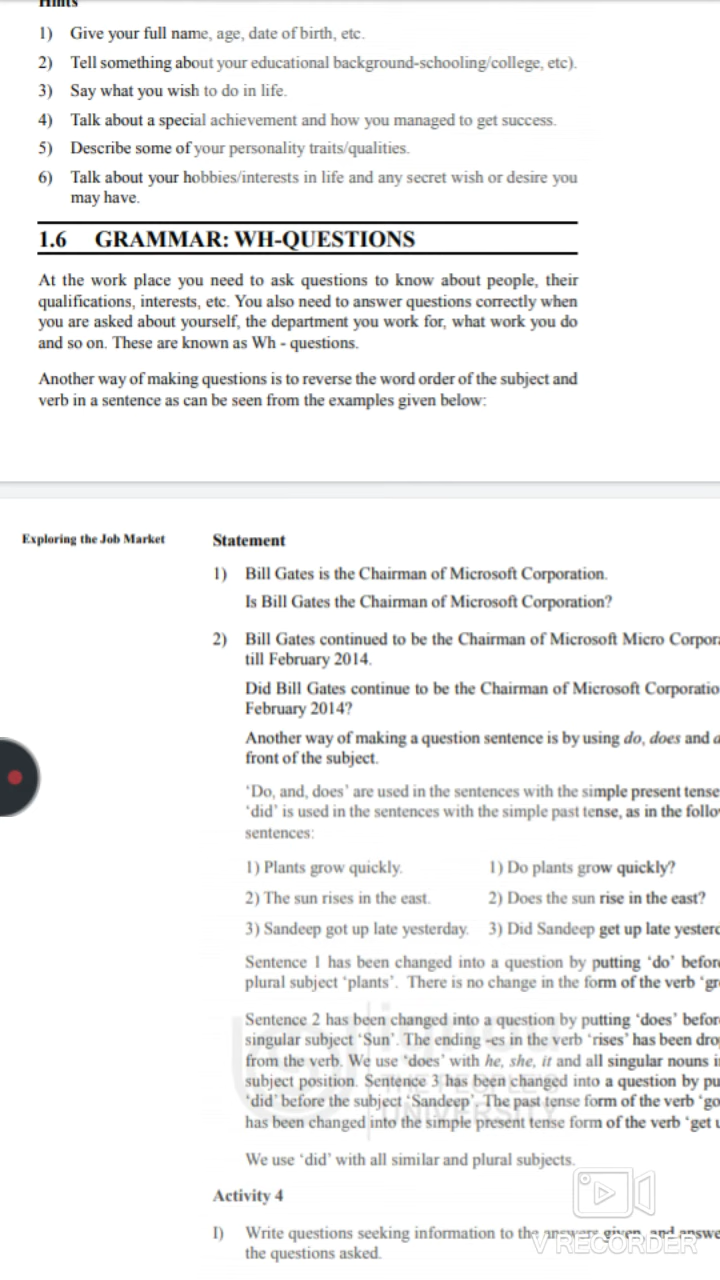 Hints
1) Give your full name, age, date of birth, etc.
2) Tell something about your educational background-schooling/college, etc).
3) Say what you wish to do in life.
4) Talk about a special achievement and how you managed to get success.
5) Describe some of your personality traits/qualities.
6) Talk about your hobbies/interests in life and any secret wish or desire you
may have.
1.6 GRAMMAR: WH-QUESTIONS
At the work place you need to ask questions to know about people, their
qualifications, interests, etc. You also need to answer questions correctly when
you are asked about yourself, the department you work for, what work you do
and so on. These are known as Wh - questions.
Another way of making questions is to reverse the word order of the subject and
verb in a sentence as can be seen from the examples given below:
Exploring the Job Market
Statement
1) Bill Gates is the Chairman of Microsoft Corporation.
Is Bill Gates the Chairman of Microsoft Corporation?
2) Bill Gates continued to be the Chairman of Microsoft Micro Corpora
till February 2014.
Did Bill Gates continue to be the Chairman of Microsoft Corporatio
February 2014?
Another way of making a question sentence is by using do, does and
front of the subject.
'Do, and, does' are used in the sentences with the simple present tense
'did' is used in the sentences with the simple past tense, as in the follo
sentences:
1) Plants grow quickly. 1) Do plants grow quickly?
2) The sun rises in the east. 2) Does the sun rise in the east?
3) Sandeep got up late yesterday. 3) Did Sandeep get up late yesterd
Sentence 1 has been changed into a question by putting 'do' before
plural subject 'plants'. There is no change in the form of the verb 'gr
Sentence 2 has been changed into a question by putting 'does' befor
singular subject 'Sun'. The ending -es in the verb 'rises' has been dro
from the verb. We use 'does' with he, she, it and all singular nouns i
subject position. Sentence 3 has been changed into a question by pu
'did' before the subject 'Sandeep'. The past tense form of the verb 'go
has been changed into the simple present tense form of the verb 'get u
We use 'did' with all similar and plural subjects.
THE PEOPLE'S
UNIVERSITY
Activity 4
I) Write questions seeking information to the answers given, and answe
the questions asked.
V RECORDER